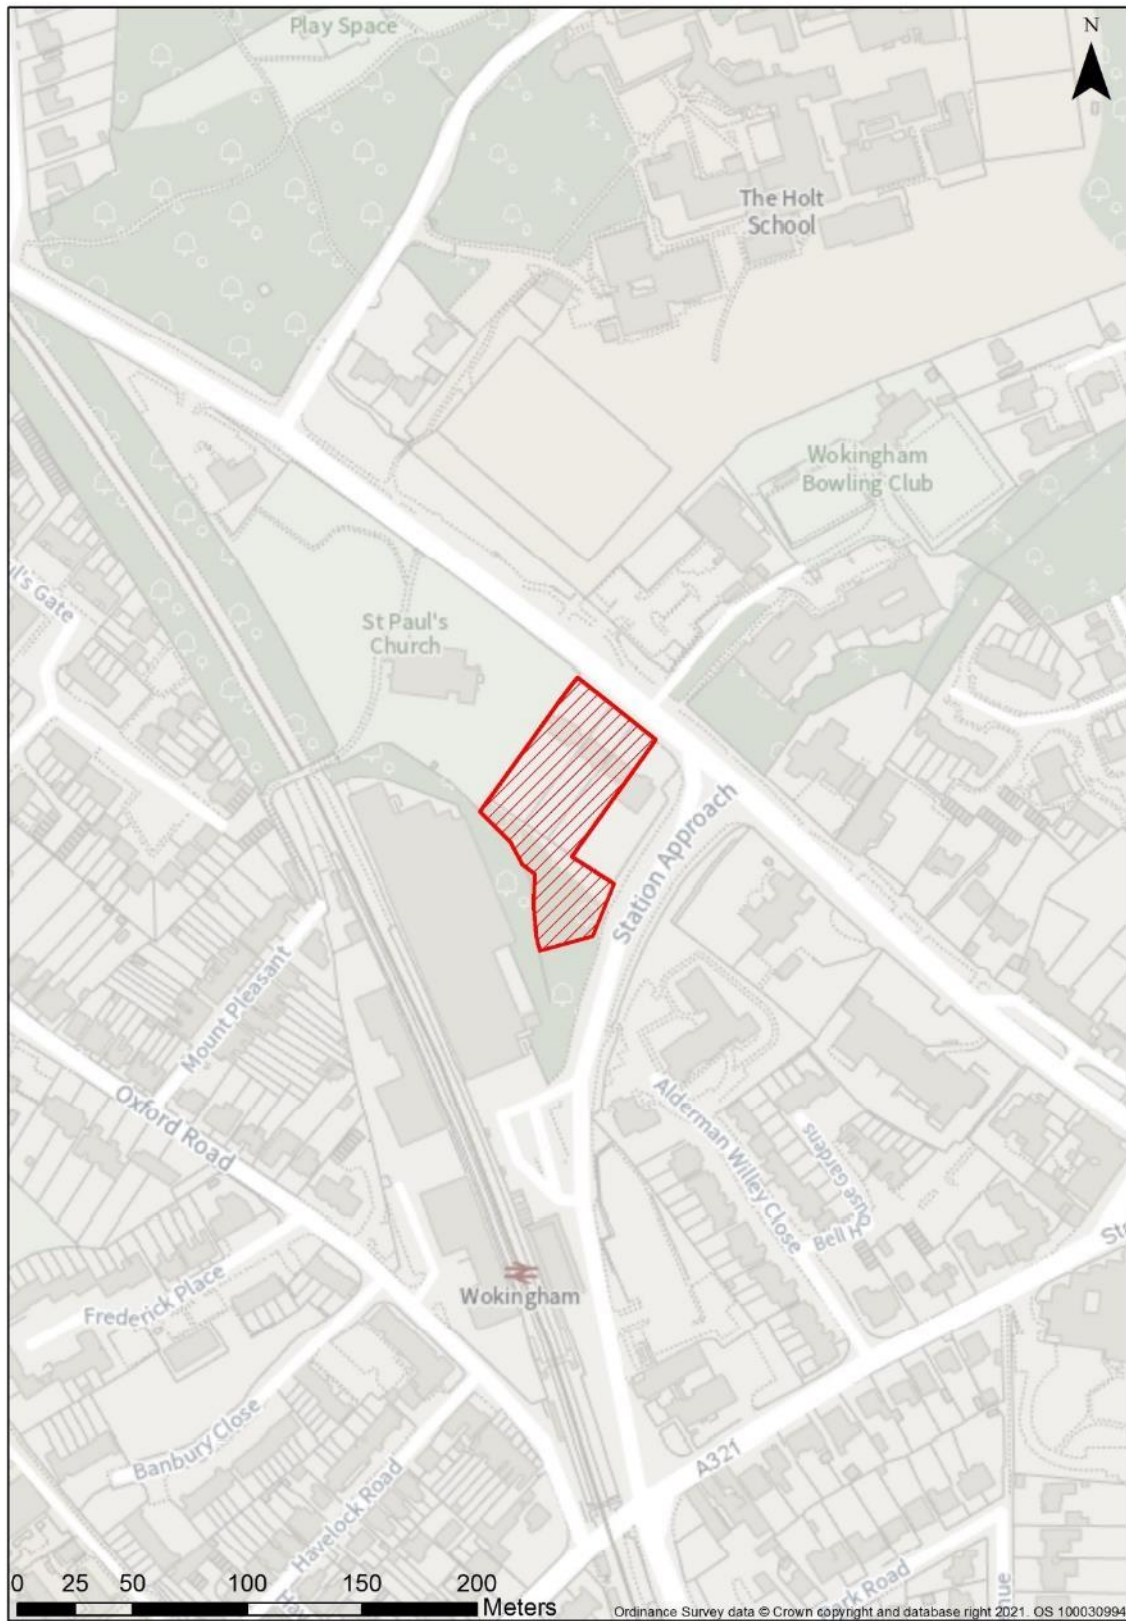 Play Space
N
The Holt
School
Wokingham
Bowling Club
l's Gate
St Paul's
Church
Station Approach
Mount Pleasant
Oxford Road
Alderman Willey Close
Ouse Gardens
Bell H
Frederick Place
Wokingham
Banbury Close
Havelock Road
A321
0 25 50 100 150 200
Meters
Ordinance Survey data © Crown copyright and database right 2021. OS 100030994